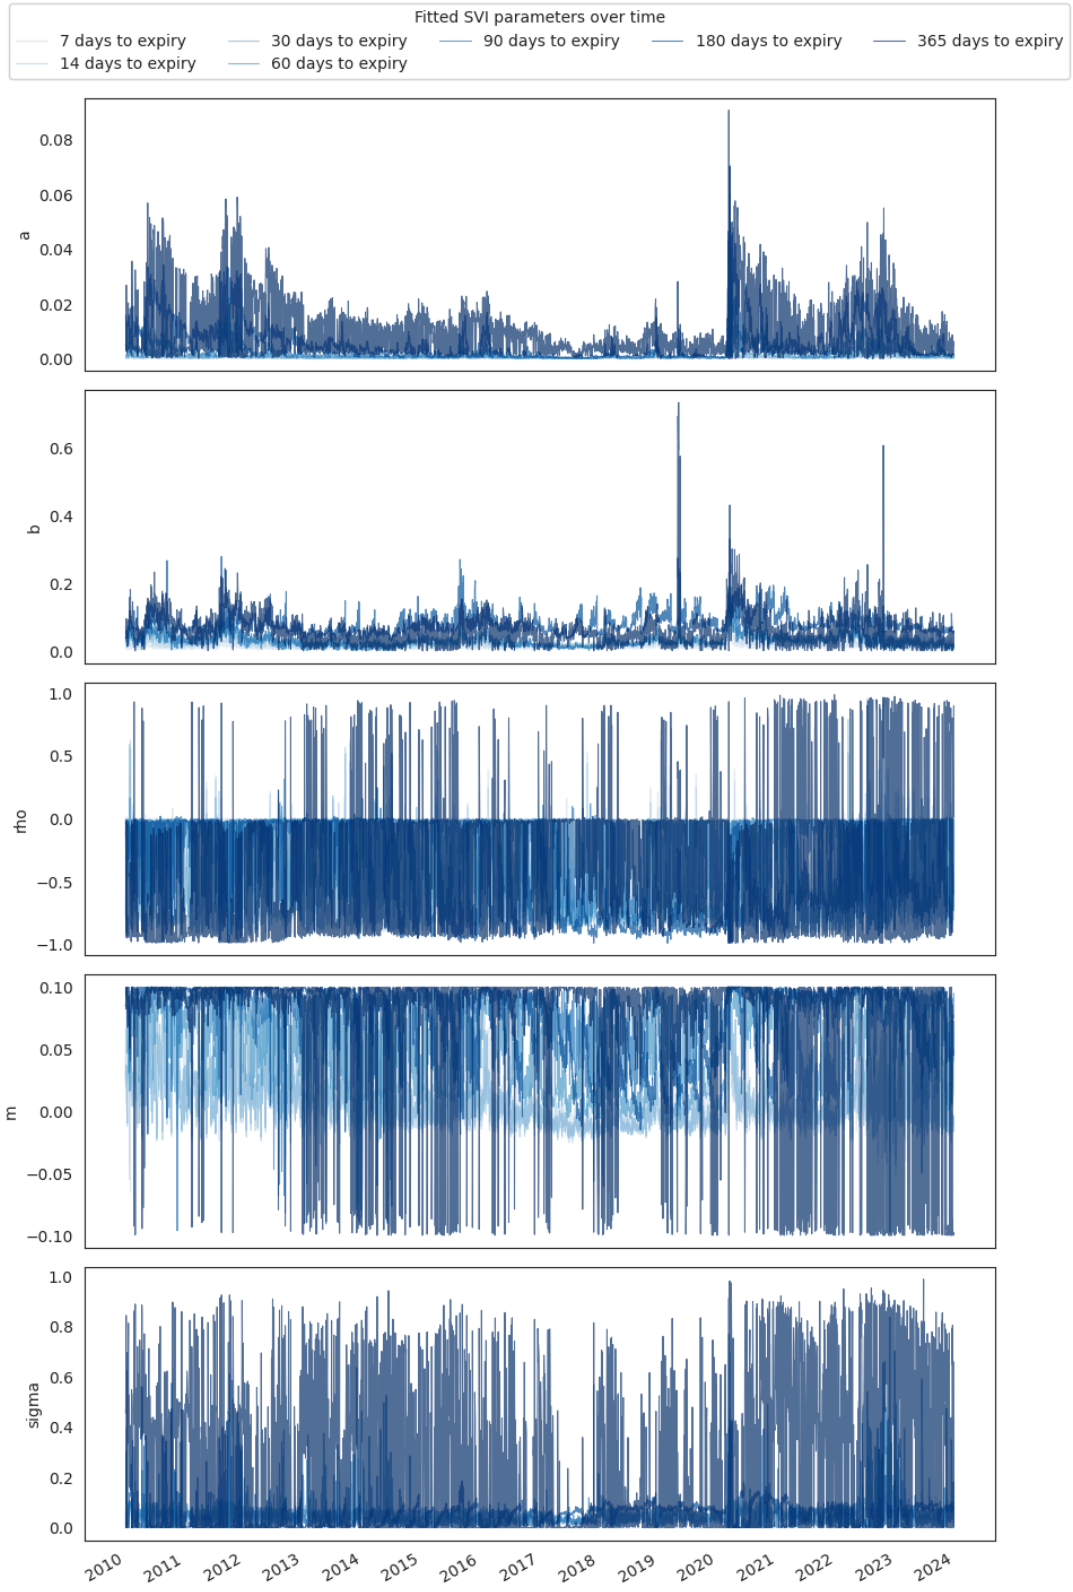 Fitted SVI parameters over time
7 days to expiry 30 days to expiry 90 days to expiry 180 days to expiry 365 days to expiry
14 days to expiry 60 days to expiry
0.08
0.06
0.04
0.02
0.00
a
0.6
0.4
0.2
0.0
b
1.0
0.5
0.0
−0.5
−1.0
rho
0.10
0.05
0.00
−0.05
−0.10
m
1.0
0.8
0.6
0.4
0.2
0.0
sigma
2010 2011 2012 2013 2014 2015 2016 2017 2018 2019 2020 2021 2022 2023 2024